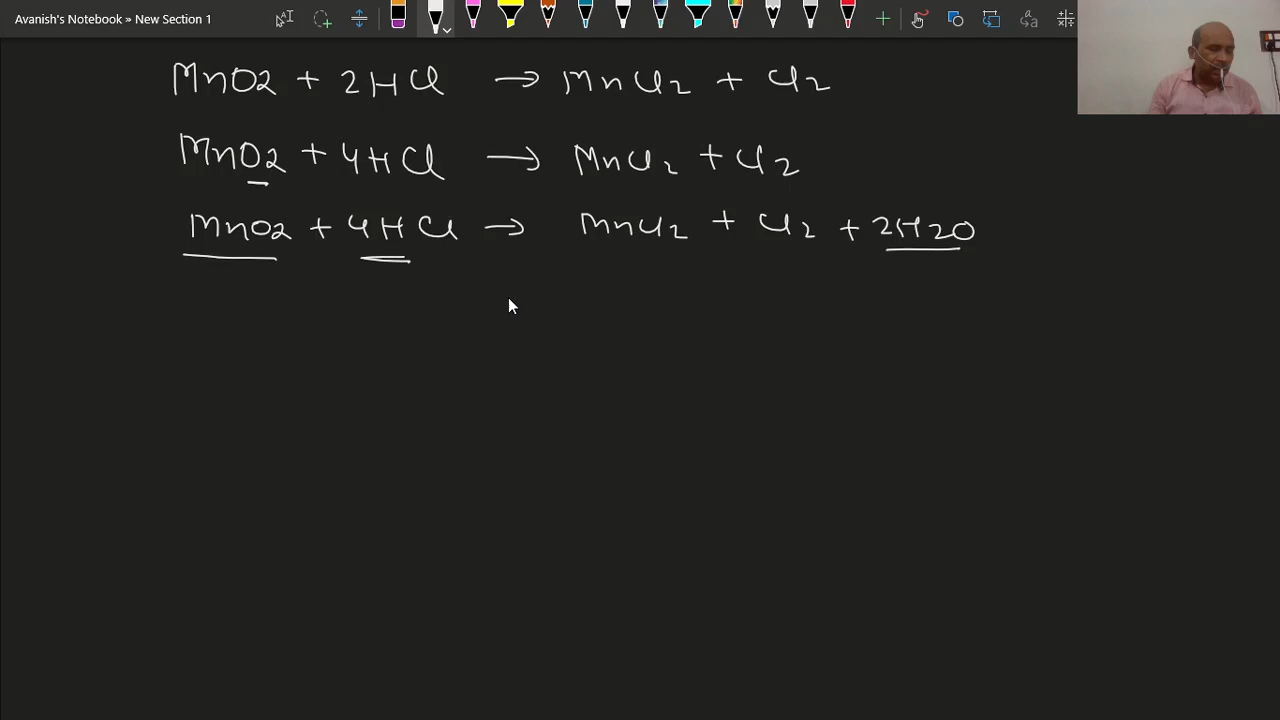 Avanish's Notebook » New Section 1
MnO2 + 2HCl → MnCl2 + Cl2
MnO2 + 4HCl → MnCl2 + Cl2
MnO2 + 4HCl → MnCl2 + Cl2 + 2H2O